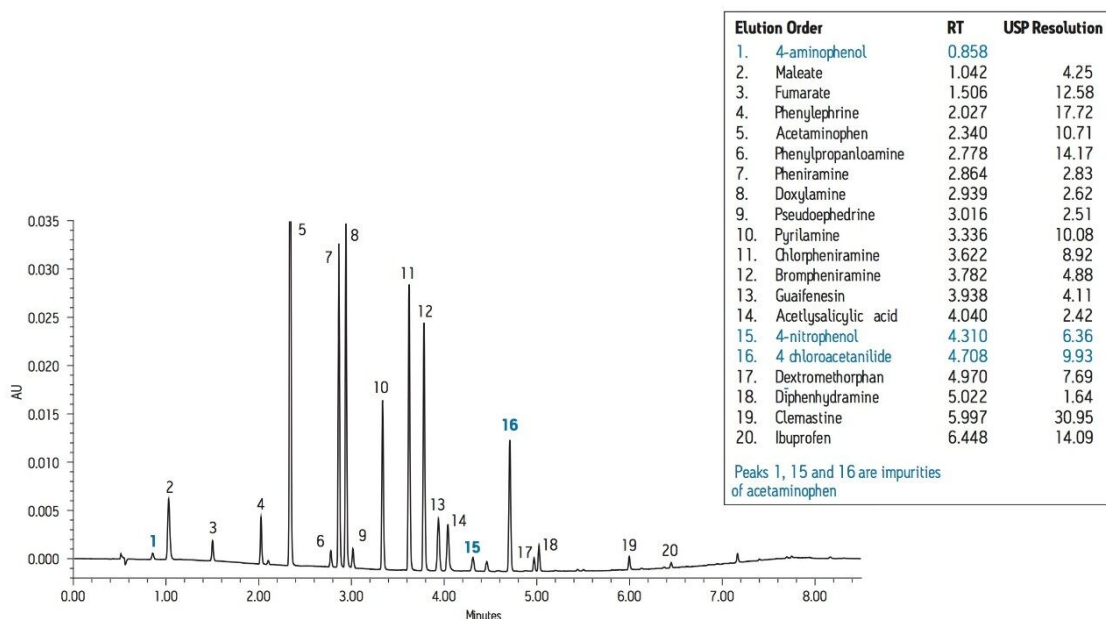 Elution Order RT USP Resolution
1. 4-aminophenol 0.858
2. Maleate 1.042 4.25
3. Fumarate 1.506 12.58
4. Phenylephrine 2.027 17.72
5. Acetaminophen 2.340 10.71
6. Phenylpropanloamine 2.778 14.17
7. Pheniramine 2.864 2.83
8. Doxylamine 2.939 2.62
9. Pseudoephedrine 3.016 2.51
10. Pyrilamine 3.336 10.08
11. Chlorpheniramine 3.622 8.92
12. Brompheniramine 3.782 4.88
13. Guaifenesin 3.938 4.11
14. Acetlysalicylic acid 4.040 2.42
15. 4-nitrophenol 4.310 6.36
16. 4 chloroacetanilide 4.708 9.93
17. Dextromethorphan 4.970 7.69
18. Diphenhydramine 5.022 1.64
19. Clemastine 5.997 30.95
20. Ibuprofen 6.448 14.09
Peaks 1, 15 and 16 are impurities
of acetaminophen
AU
0.035
0.030
0.025
0.020
0.015
0.010
0.005
0.000
1
2
3
4
5
6
7
8
9
10
11
12
13
14
15
16
17
18
19
20
0.00 1.00 2.00 3.00 4.00 5.00 6.00 7.00 8.00
Minutes